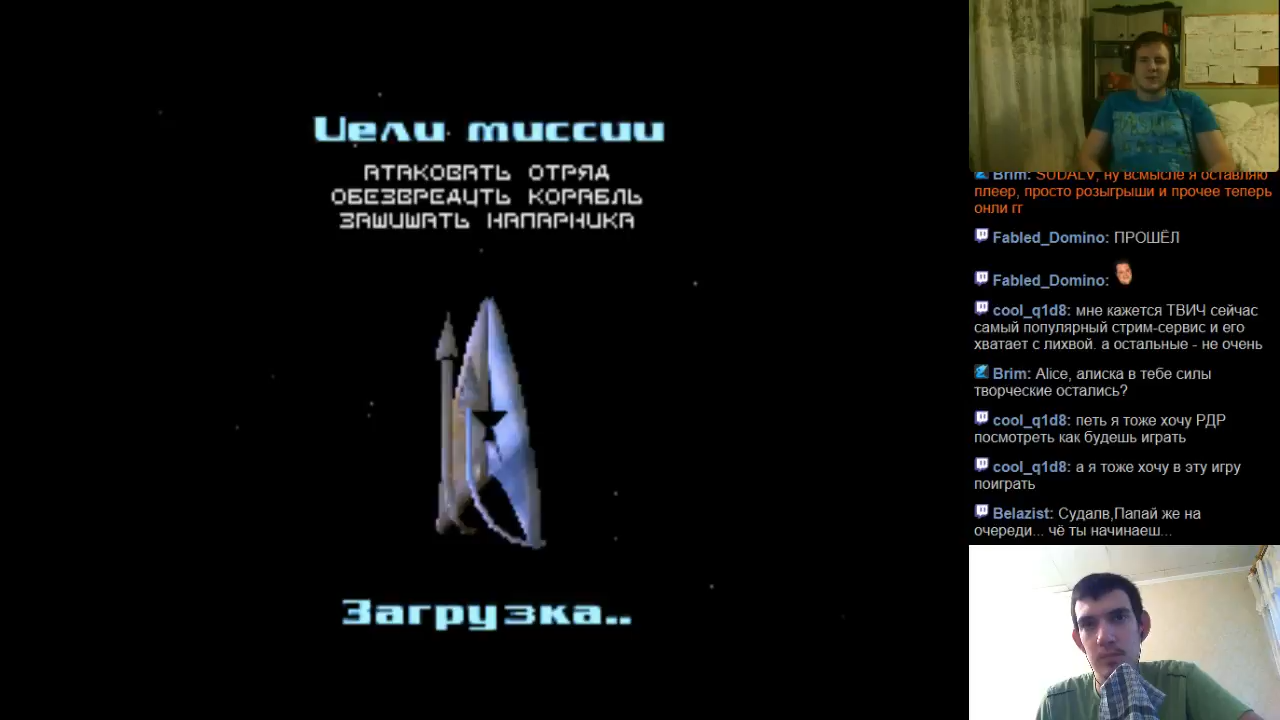 Цели миссии
АТАКОВАТЬ ОТРЯД
ОБЕЗВРЕДИТЬ КОРАБЛЬ
ЗАЩИЩАТЬ НАПАРНИКА
Загрузка..
Brim: SUDALV, ну всмысле я оставляю
плеер, просто розыгрыши и прочее теперь
онли гг
Fabled_Domino: ПРОШЁЛ
Fabled_Domino:
cool_q1d8: мне кажется ТВИЧ сейчас
самый популярный стрим-сервис и его
хватает с лихвой. а остальные - не очень
Brim: Alice, алиска в тебе силы
творческие остались?
cool_q1d8: петь я тоже хочу РДР
посмотреть как будешь играть
cool_q1d8: а я тоже хочу в эту игру
поиграть
Belazist: Судалв,Папай же на
очереди... чё ты начинаеш...